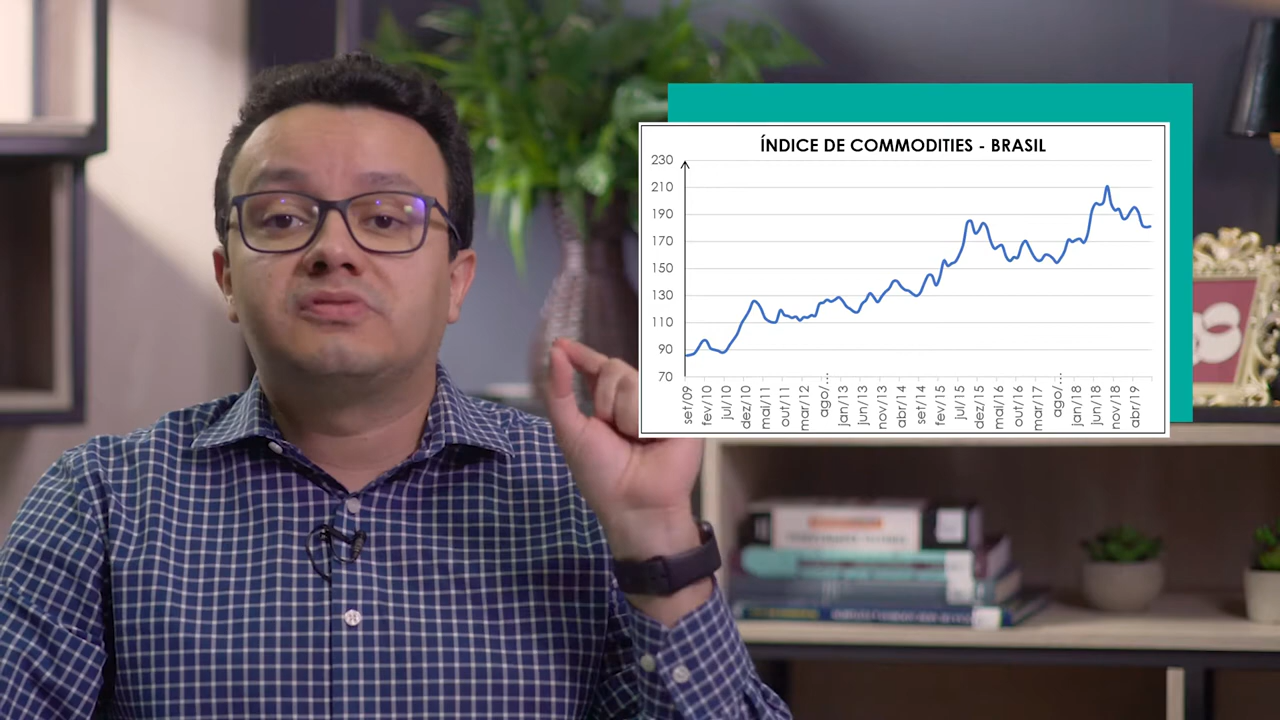 ÍNDICE DE COMMODITIES - BRASIL
230
210
190
170
150
130
110
90
70
set/09
fev/10
jul/10
dez/10
mai/11
out/11
mar/12
ago/...
jan/13
jun/13
nov/13
abr/14
set/14
fev/15
jul/15
dez/15
mai/16
out/16
mar/17
ago/...
jan/18
jun/18
nov/18
abr/19